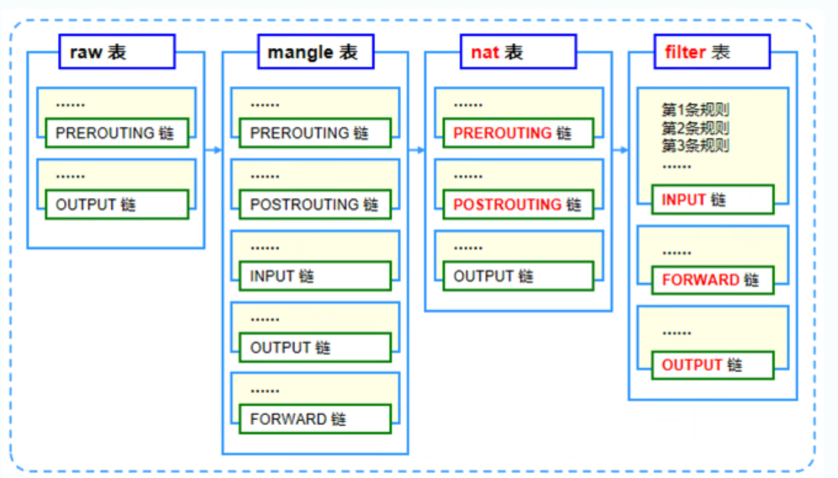 raw 表
......
PREROUTING 链
......
OUTPUT 链
mangle 表
......
PREROUTING 链
......
POSTROUTING 链
......
INPUT 链
......
OUTPUT 链
......
FORWARD 链
nat 表
......
PREROUTING 链
......
POSTROUTING 链
......
OUTPUT 链
filter 表
第1条规则
第2条规则
第3条规则
......
INPUT 链
......
FORWARD 链
......
OUTPUT 链